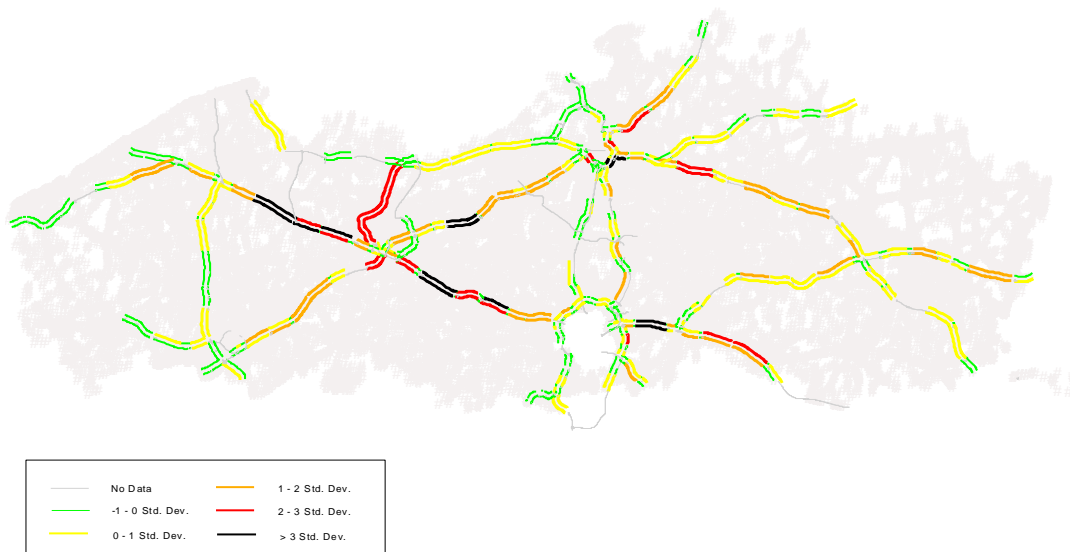 No Data
-1 - 0 Std. Dev.
0 - 1 Std. Dev.
1 - 2 Std. Dev.
2 - 3 Std. Dev.
> 3 Std. Dev.